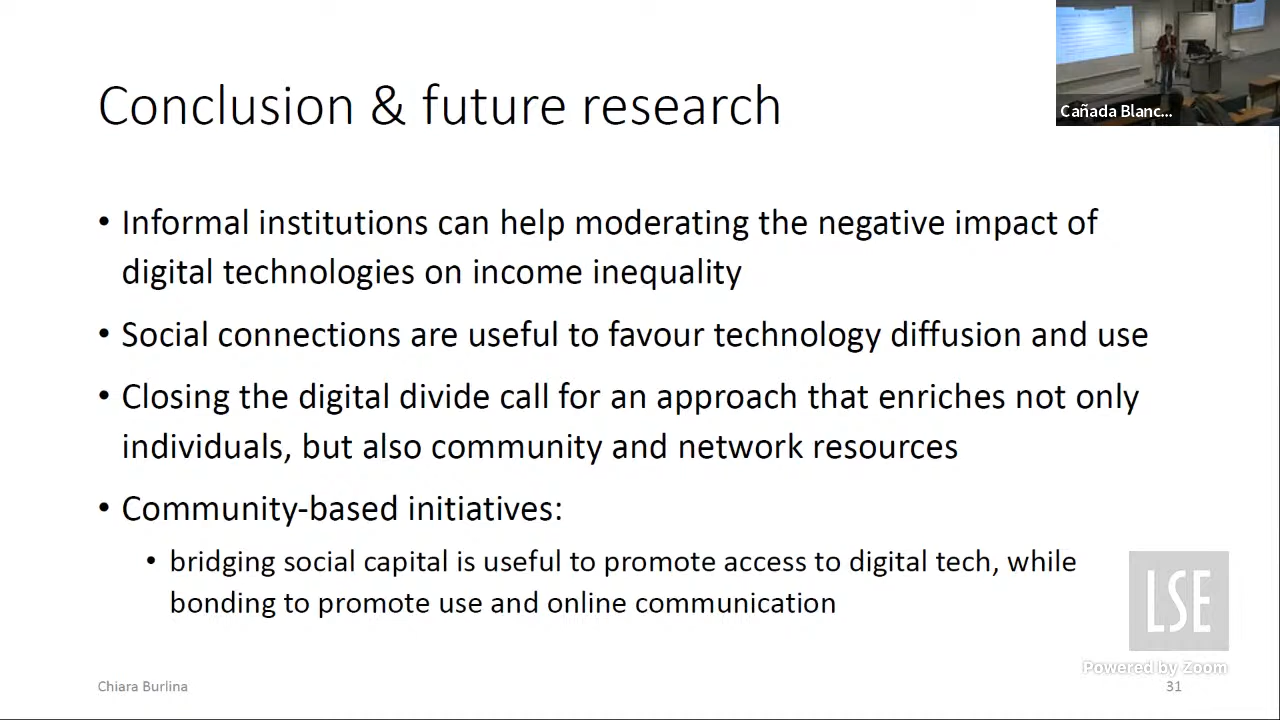 Cañada Blanc...
Conclusion & future research
• Informal institutions can help moderating the negative impact of
digital technologies on income inequality
• Social connections are useful to favour technology diffusion and use
• Closing the digital divide call for an approach that enriches not only
individuals, but also community and network resources
• Community-based initiatives:
• bridging social capital is useful to promote access to digital tech, while
bonding to promote use and online communication
LSE
Powered by Zoom
Chiara Burlina
31